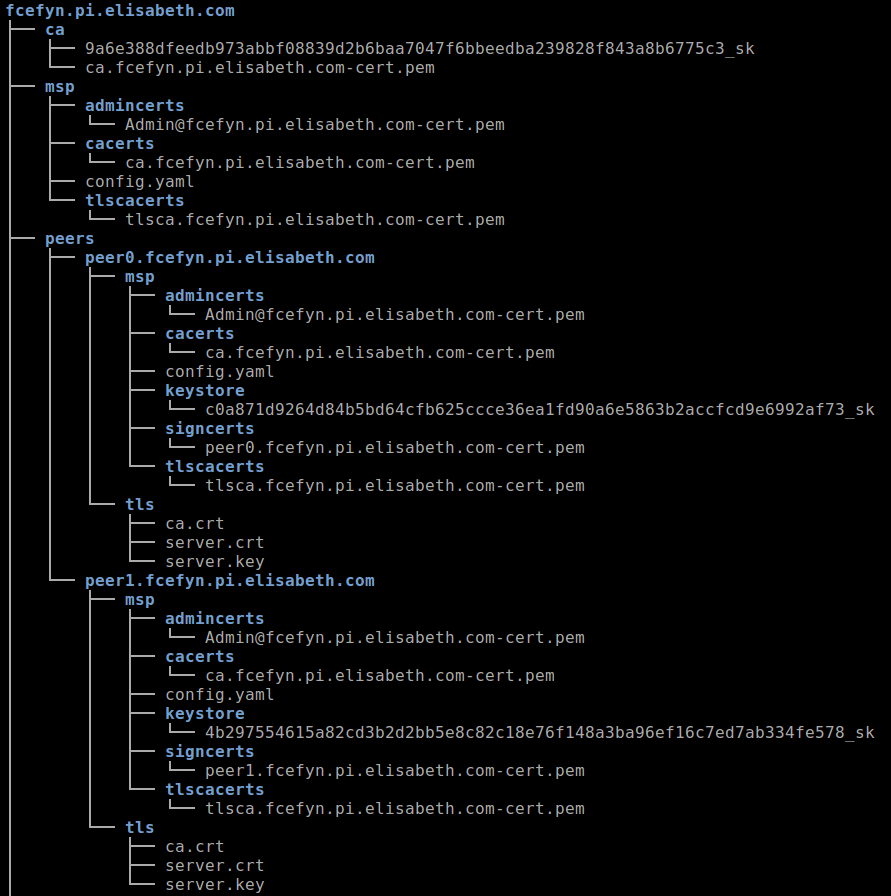 fcefyn.pi.elisabeth.com
ca
9a6e388dfeedb973abbf08839d2b6baa7047f6bbeedba239828f843a8b6775c3_sk
ca.fcefyn.pi.elisabeth.com-cert.pem
msp
admincerts
Admin@fcefyn.pi.elisabeth.com-cert.pem
cacerts
ca.fcefyn.pi.elisabeth.com-cert.pem
config.yaml
tlscacerts
tlsca.fcefyn.pi.elisabeth.com-cert.pem
peers
peer0.fcefyn.pi.elisabeth.com
msp
admincerts
Admin@fcefyn.pi.elisabeth.com-cert.pem
cacerts
ca.fcefyn.pi.elisabeth.com-cert.pem
config.yaml
keystore
c0a871d9264d84b5bd64cfb625ccce36ea1fd90a6e5863b2accfcd9e6992af73_sk
signcerts
peer0.fcefyn.pi.elisabeth.com-cert.pem
tlscacerts
tlsca.fcefyn.pi.elisabeth.com-cert.pem
tls
ca.crt
server.crt
server.key
peer1.fcefyn.pi.elisabeth.com
msp
admincerts
Admin@fcefyn.pi.elisabeth.com-cert.pem
cacerts
ca.fcefyn.pi.elisabeth.com-cert.pem
config.yaml
keystore
4b297554615a82cd3b2d2bb5e8c82c18e76f148a3ba96ef16c7ed7ab334fe578_sk
signcerts
peer1.fcefyn.pi.elisabeth.com-cert.pem
tlscacerts
tlsca.fcefyn.pi.elisabeth.com-cert.pem
tls
ca.crt
server.crt
server.key